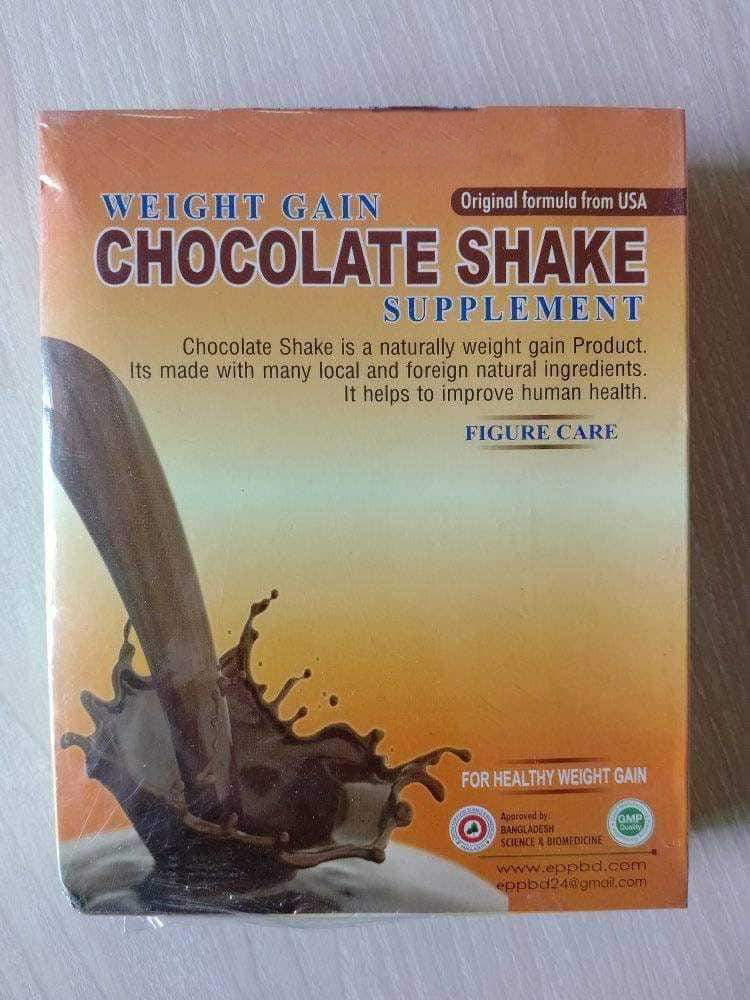 WEIGHT GAIN
Original formula from USA
CHOCOLATE SHAKE
SUPPLEMENT
Chocolate Shake is a naturally weight gain Product.
Its made with many local and foreign natural ingredients.
It helps to improve human health.
FIGURE CARE
FOR HEALTHY WEIGHT GAIN
Approved by:
BANGLADESH
SCIENCE & BIOMEDICINE
GMP
Quality
www.eppbd.com
eppbd24@gmail.com